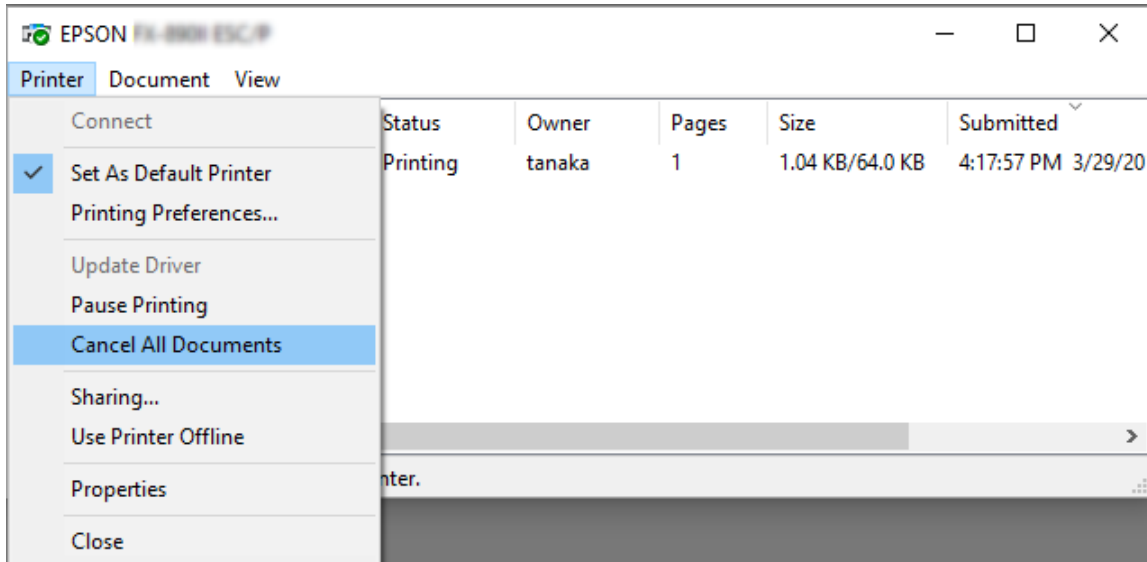 EPSON
Printer Document View
Connect
Status Owner Pages Size Submitted
Set As Default Printer
Printing tanaka 1 1.04 KB/64.0 KB 4:17:57 PM 3/29/20
Printing Preferences...
Update Driver
Pause Printing
Cancel All Documents
Sharing...
Use Printer Offline
Properties
nter.
Close